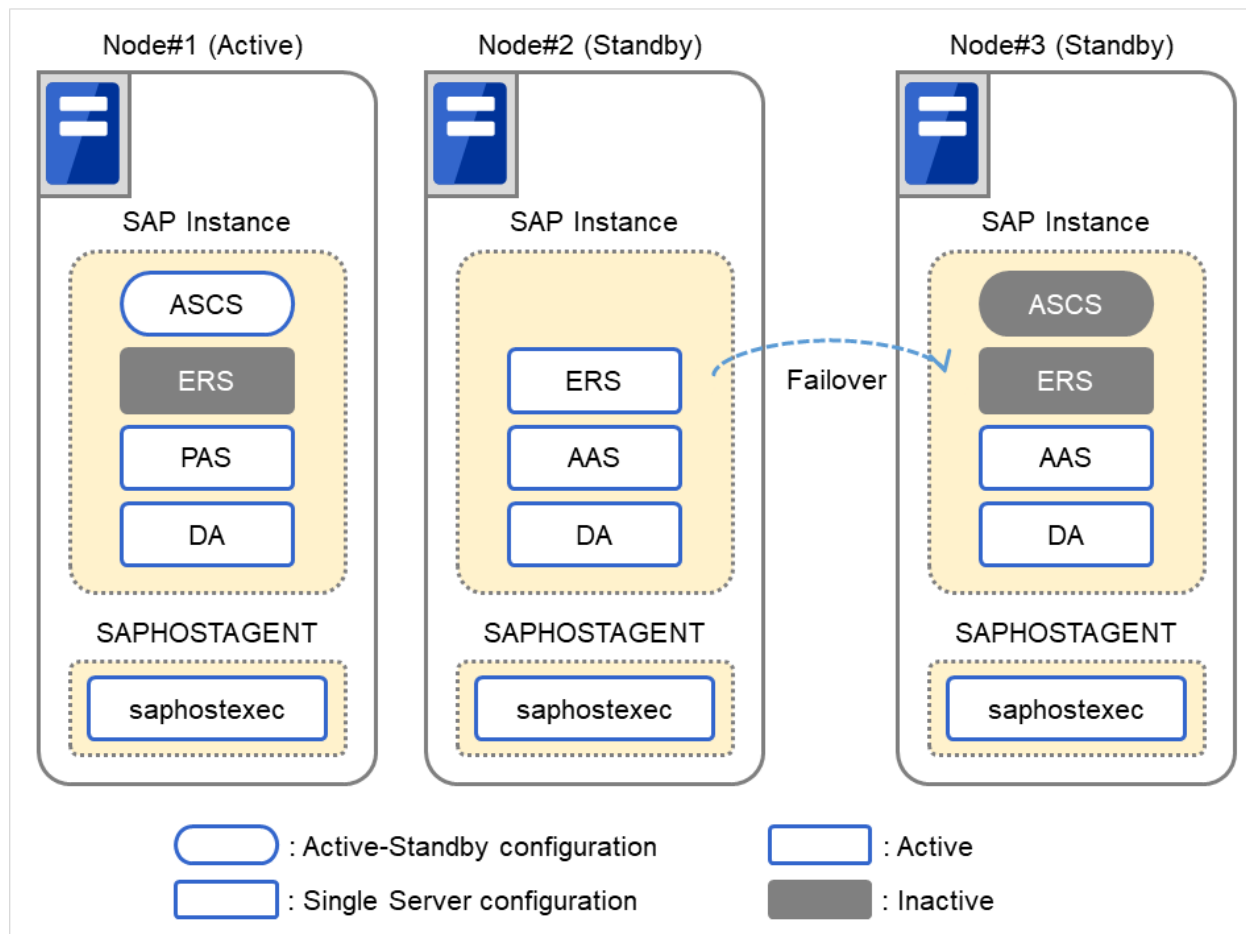 Node#1 (Active)
SAP Instance
ASCS
ERS
PAS
DA
SAPHOSTAGENT
saphostexec
Node#2 (Standby)
SAP Instance
ERS
AAS
DA
SAPHOSTAGENT
saphostexec
Failover
Node#3 (Standby)
SAP Instance
ASCS
ERS
AAS
DA
SAPHOSTAGENT
saphostexec
: Active-Standby configuration
: Single Server configuration
: Active
: Inactive